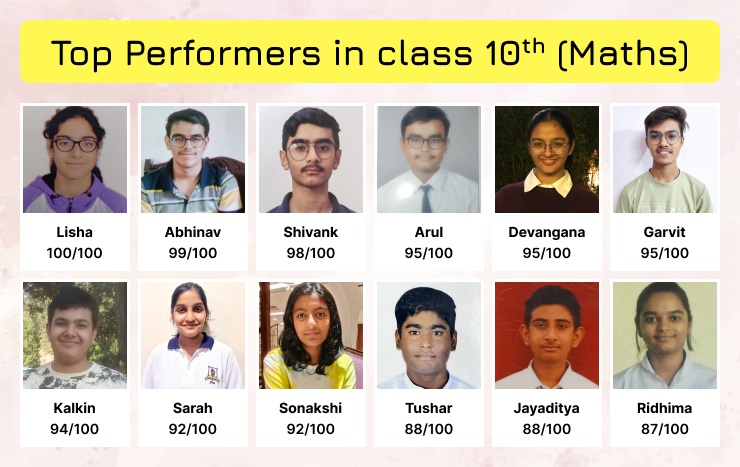 Top Performers in class 10th (Maths)
Lisha
100/100
Abhinav
99/100
Shivank
98/100
Arul
95/100
Devangana
95/100
Garvit
95/100
Kalkin
94/100
Sarah
92/100
Sonakshi
92/100
Tushar
88/100
Jayaditya
88/100
Ridhima
87/100